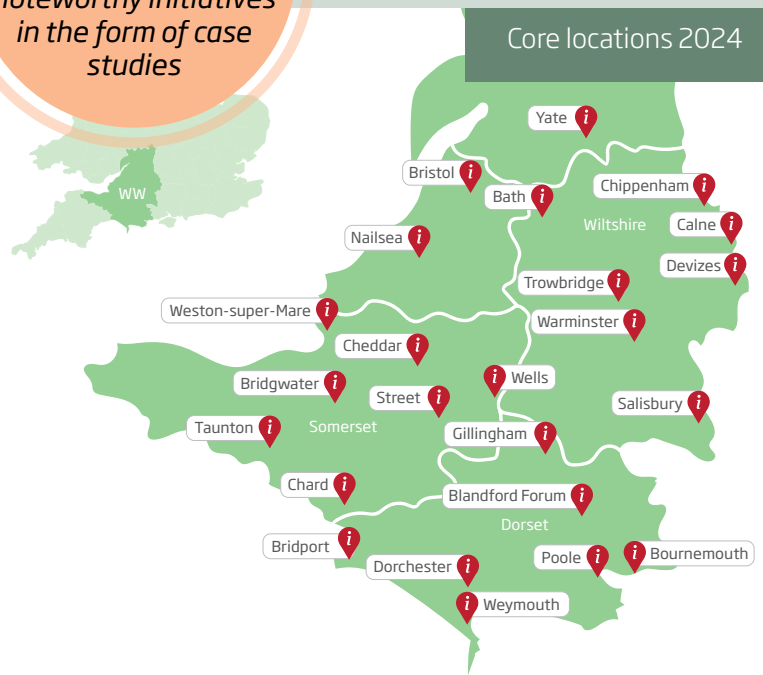 in the form of case
studies
Core locations 2024
WW
Yate
Bristol
Bath
Chippenham
Wiltshire
Calne
Nailsea
Devizes
Trowbridge
Weston-super-Mare
Warminster
Cheddar
Bridgwater
Wells
Street
Salisbury
Taunton
Somerset
Gillingham
Chard
Blandford Forum
Dorset
Bridport
Dorchester
Poole
Bournemouth
Weymouth